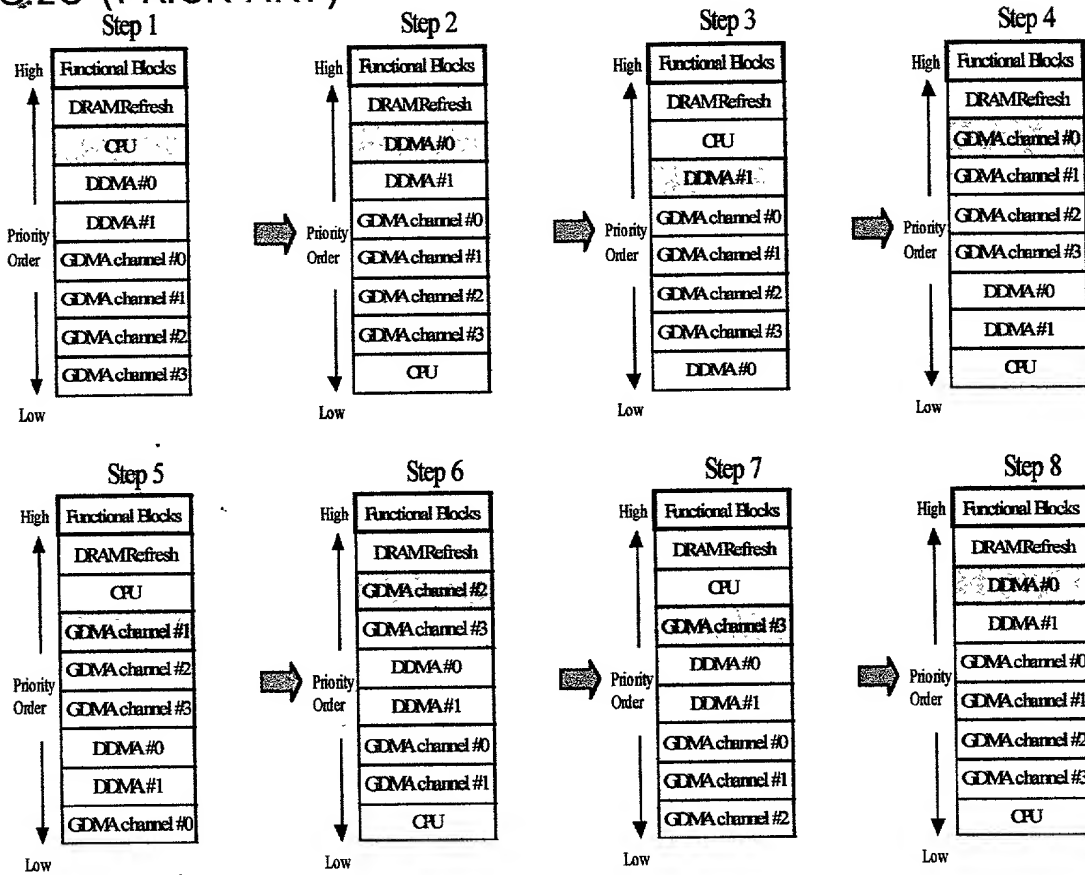 (PRIOR ART)
Step 1
High
Functional Blocks
DRAMRefresh
CPU
DDMA#0
DDMA#1
Priority
Order
GDMA channel #0
GDMA channel #1
GDMA channel #2
GDMA channel #3
Low
Step 2
High
Functional Blocks
DRAMRefresh
DDMA#0
DDMA#1
GDMA channel #0
Priority
Order
GDMA channel #1
GDMA channel #2
GDMA channel #3
CPU
Low
Step 3
High
Functional Blocks
DRAMRefresh
CPU
DDMA#1
GDMA channel #0
Priority
Order
GDMA channel #1
GDMA channel #2
GDMA channel #3
DDMA#0
Low
Step 4
High
Functional Blocks
DRAMRefresh
GDMA channel #0
GDMA channel #1
GDMA channel #2
Priority
Order
GDMA channel #3
DDMA#0
DDMA#1
CPU
Low
Step 5
High
Functional Blocks
DRAMRefresh
CPU
GDMA channel #1
GDMA channel #2
Priority
Order
GDMA channel #3
DDMA#0
DDMA#1
GDMA channel #0
Low
Step 6
High
Functional Blocks
DRAMRefresh
GDMA channel #2
GDMA channel #3
DDMA#0
Priority
Order
DDMA#1
GDMA channel #0
GDMA channel #1
CPU
Low
Step 7
High
Functional Blocks
DRAMRefresh
CPU
GDMA channel #3
DDMA#0
Priority
Order
DDMA#1
GDMA channel #0
GDMA channel #1
GDMA channel #2
Low
Step 8
High
Functional Blocks
DRAMRefresh
DDMA#0
DDMA#1
GDMA channel #0
Priority
Order
GDMA channel #1
GDMA channel #2
GDMA channel #3
CPU
Low